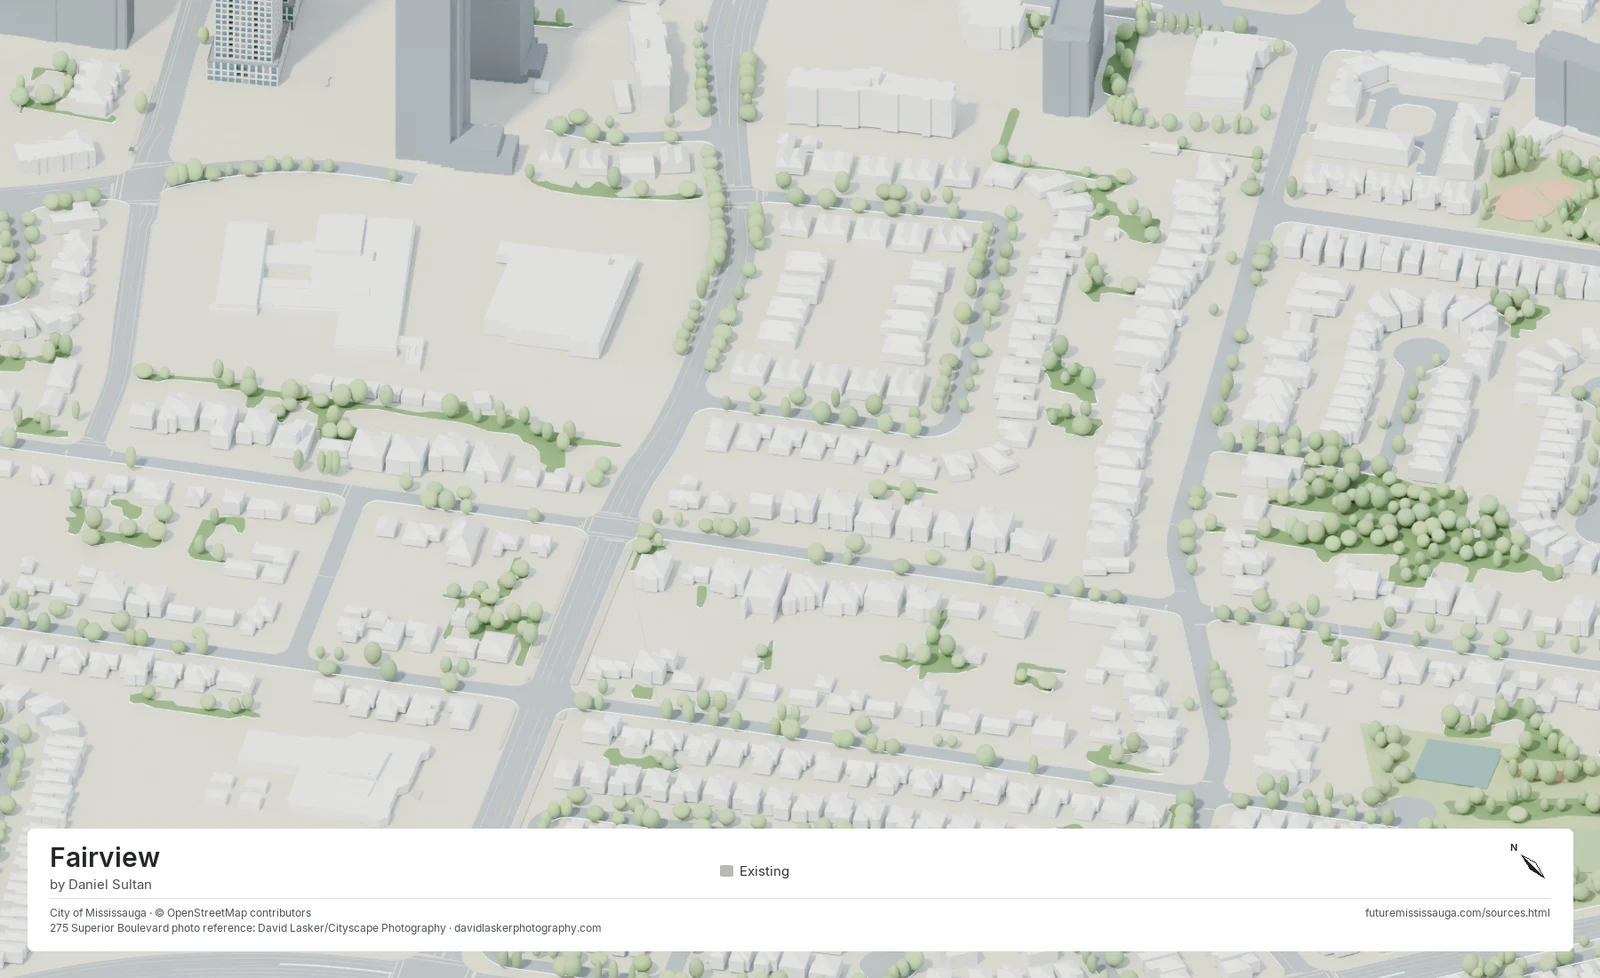 Fairview
by Daniel Sultan
Existing
N
City of Mississauga · © OpenStreetMap contributors
275 Superior Boulevard photo reference: David Lasker/Cityscape Photography · davidlaskerphotography.com
futuremississauga.com/sources.html